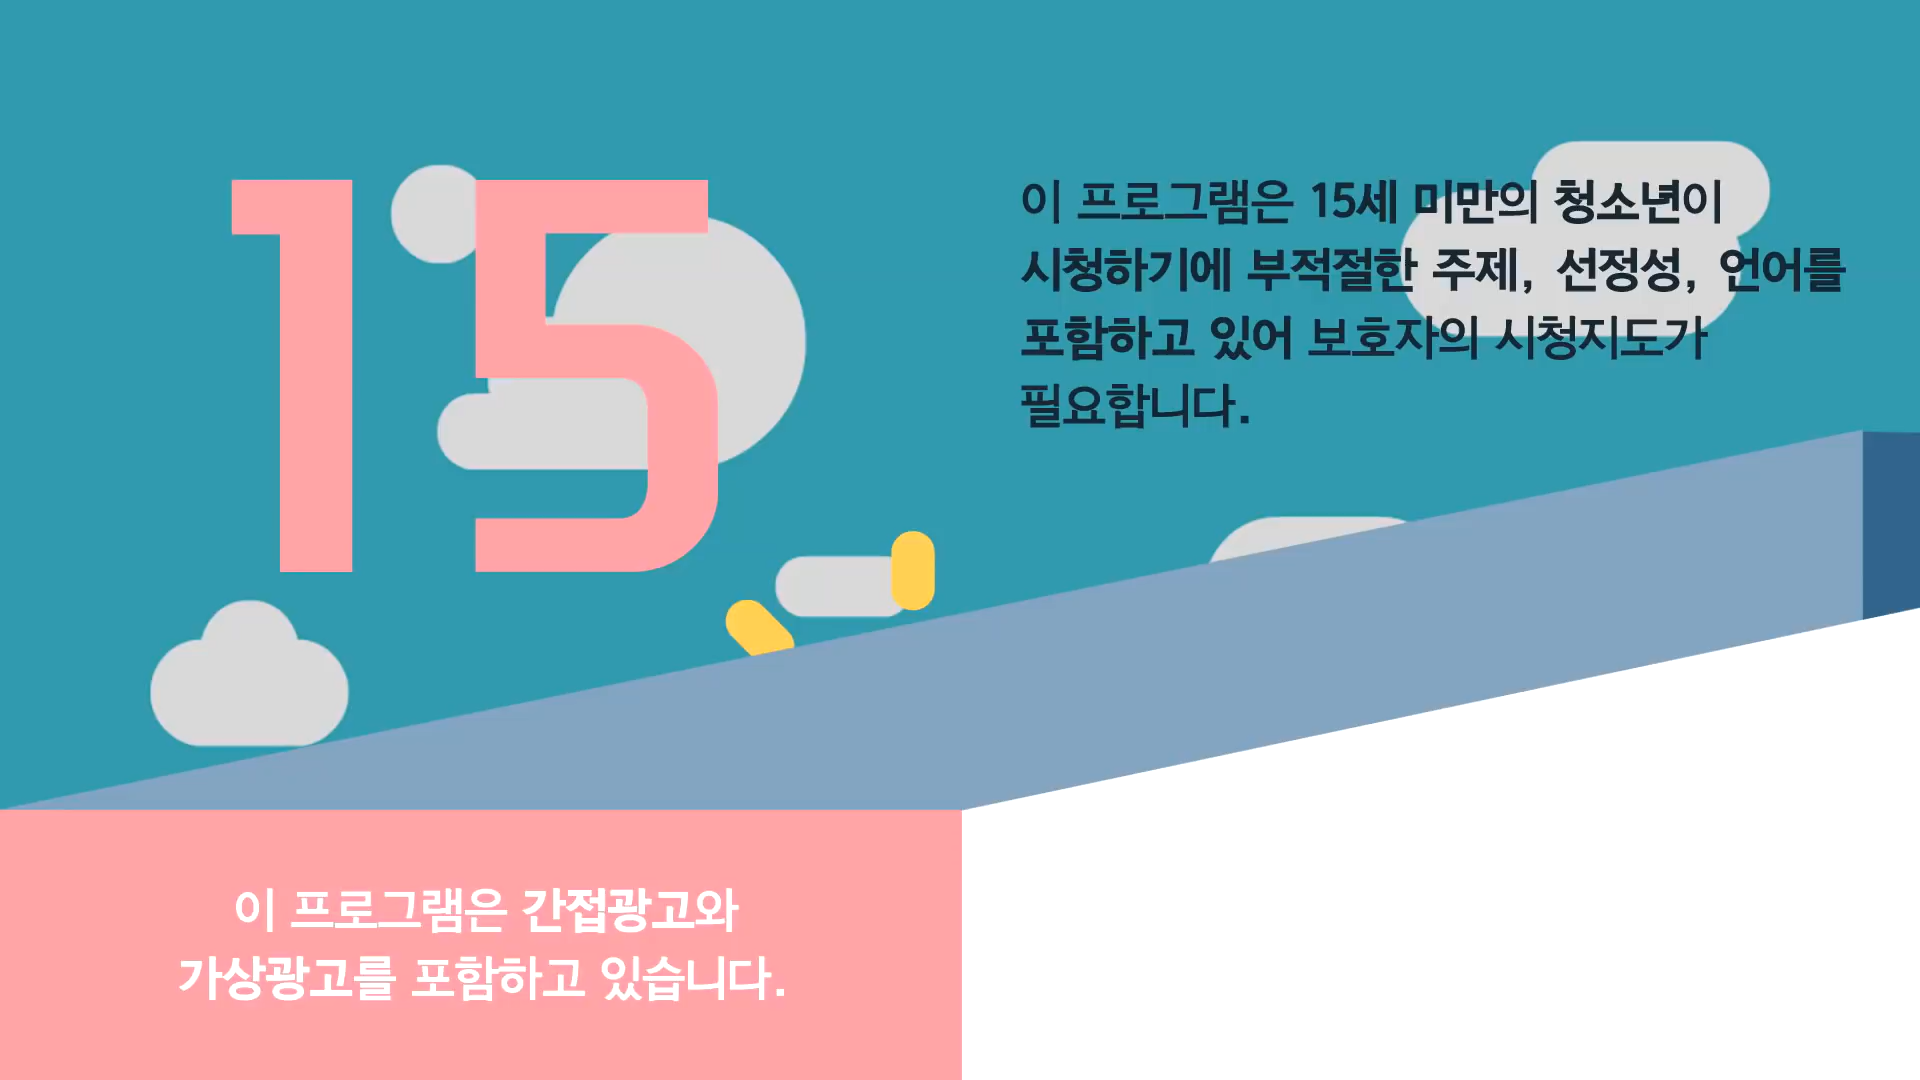 15
이 프로그램은 15세 미만의 청소년이
시청하기에 부적절한 주제, 선정성, 언어를
포함하고 있어 보호자의 시청지도가
필요합니다.
이 프로그램은 간접광고와
가상광고를 포함하고 있습니다.